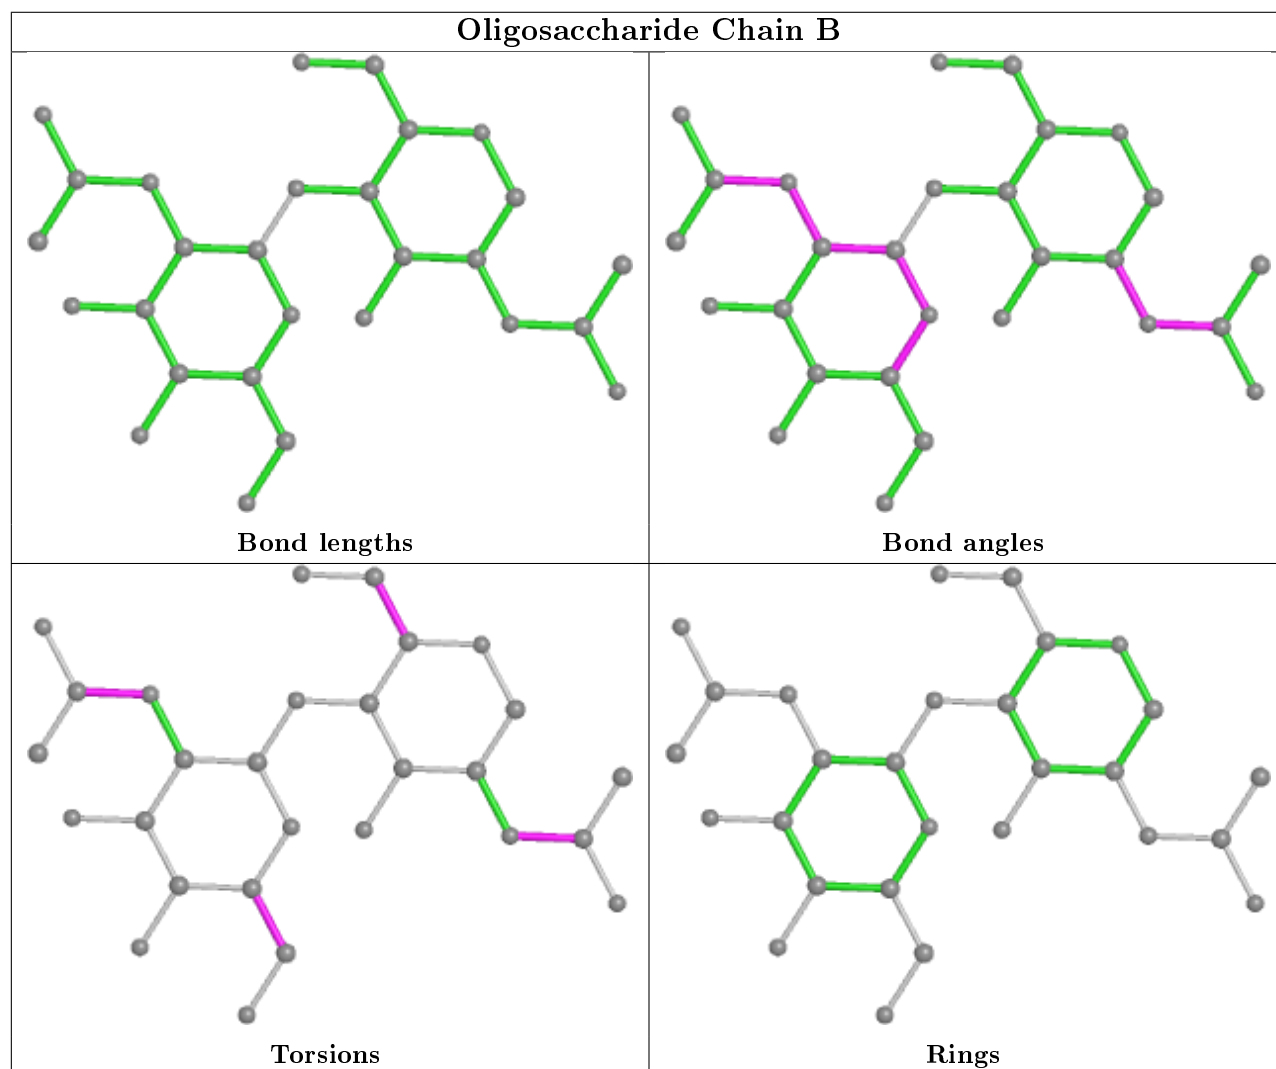 Oligosaccharide Chain B
Bond lengths
Bond angles
Torsions
Rings